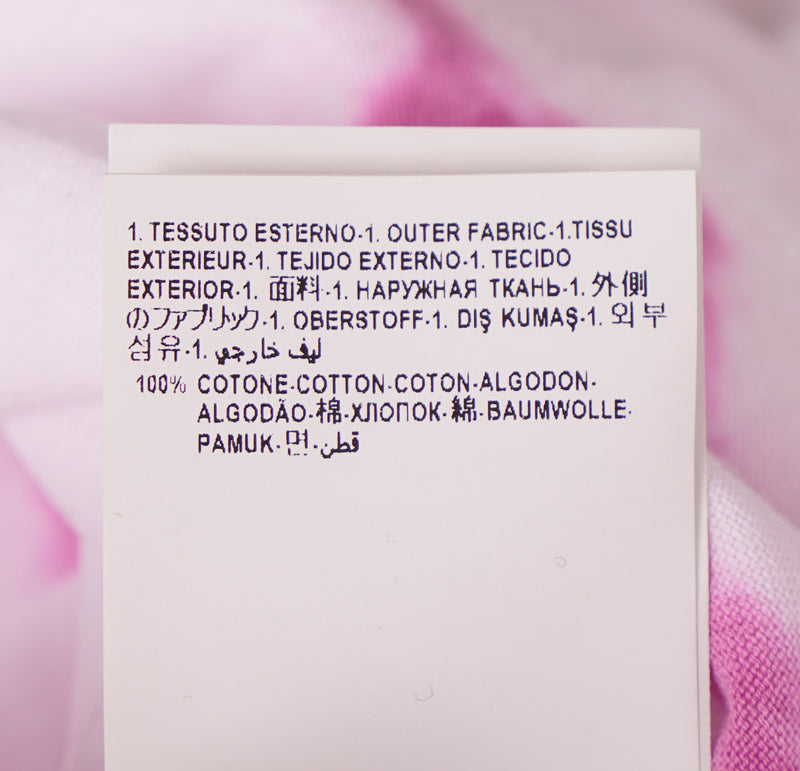 1. TESSUTO ESTERNO-1. OUTER FABRIC-1.TISSU
EXTERIEUR-1. TEJIDO EXTERNO-1. TECIDO
EXTERIOR-1. 面料-1. НАРУЖНАЯ ТКАНЬ-1. 外側
のファブリック-1. OBERSTOFF-1. DIŞ KUMAŞ-1. 외부
섬유-1. ليف خارجي
100% COTONE-COTTON-COTON-ALGODON-
ALGODÃO-棉-ХЛОПОК-綿-BAUMWOLLE-
PAMUK-면-قطن